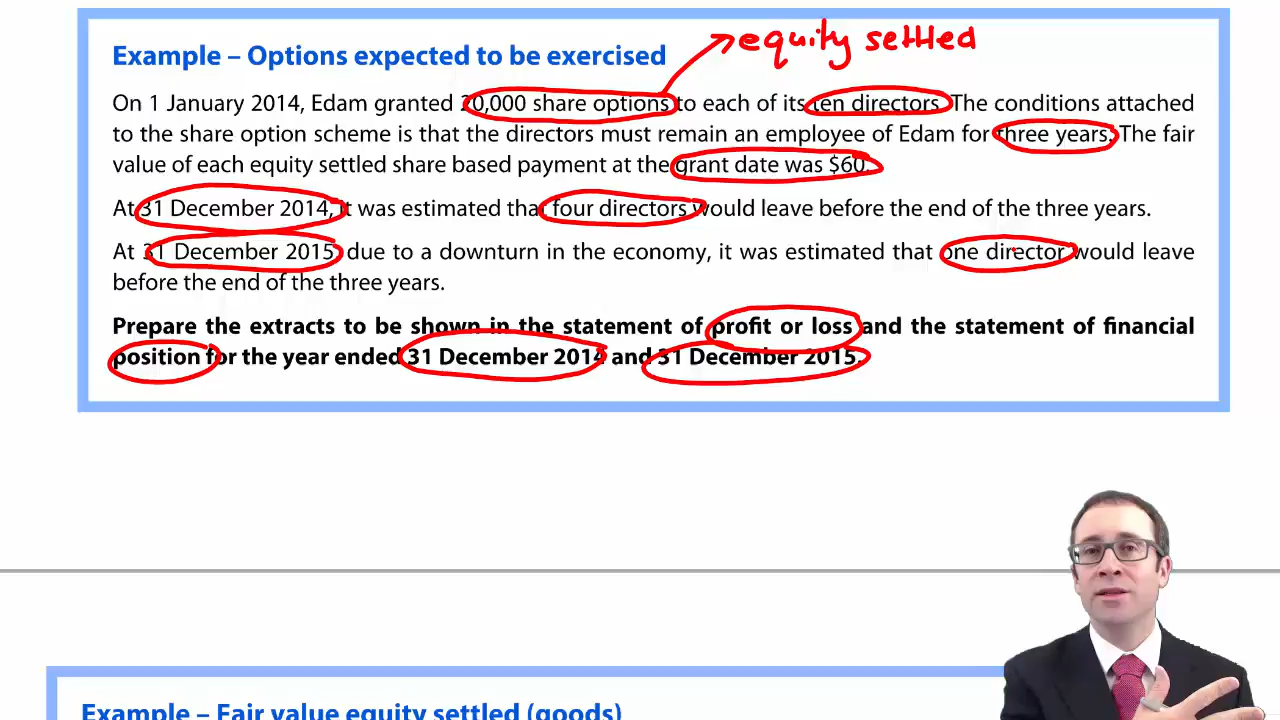 equity settled
Example – Options expected to be exercised
On 1 January 2014, Edam granted 20,000 share options to each of its ten directors. The conditions attached
to the share option scheme is that the directors must remain an employee of Edam for three years. The fair
value of each equity settled share based payment at the grant date was $60.
At 31 December 2014, it was estimated that four directors would leave before the end of the three years.
At 31 December 2015, due to a downturn in the economy, it was estimated that one director would leave
before the end of the three years.
Prepare the extracts to be shown in the statement of profit or loss and the statement of financial
position for the year ended 31 December 2014 and 31 December 2015.
Example – Fair value equity settled (goods)